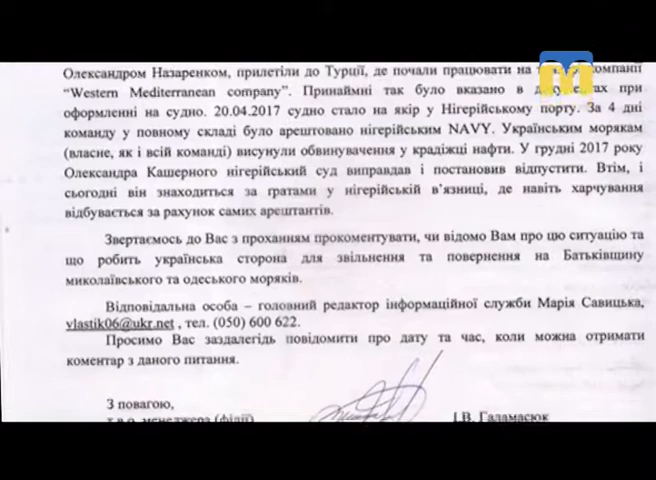 Олександром Назаренком, прилетіли до Турції, де почали працювати на компанії
“Western Mediterranean company”. Принаймні так було вказано в документах при
оформленні на судно. 20.04.2017 судно стало на якір у Нігерійському порту. За 4 дні
команду у повному складі було арештовано нігерійським NAVY. Українським морякам
(власне, як і всій команді) висунули обвинувачення у крадіжці нафти. У грудні 2017 року
Олександра Кашерного нігерійський суд виправдав і постановив відпустити. Втім, і
сьогодні він знаходиться за гратами у нігерійській в’язниці, де навіть харчування
відбувається за рахунок самих арештантів.
Звертаємось до Вас з проханням прокоментувати, чи відомо Вам про цю ситуацію та
що робить українська сторона для звільнення та повернення на Батьківщину
миколаївського та одеського моряків.
Відповідальна особа – головний редактор інформаційної служби Марія Савицька,
vlastik06@ukr.net , тел. (050) 600 622.
Просимо Вас заздалегідь повідомити про дату та час, коли можна отримати
коментар з даного питання.
З повагою,
т.в.о. менеджера (філії) І.В. Галамасюк